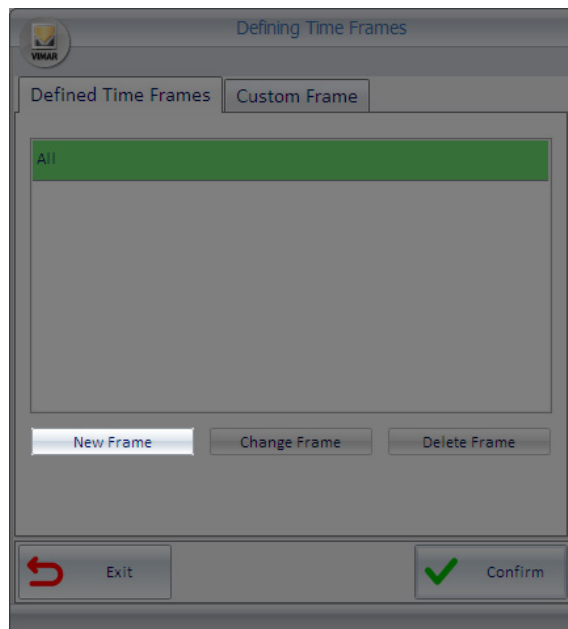 Defining Time Frames
VIMAR
Defined Time Frames
Custom Frame
All
New Frame
Change Frame
Delete Frame
Exit
Confirm